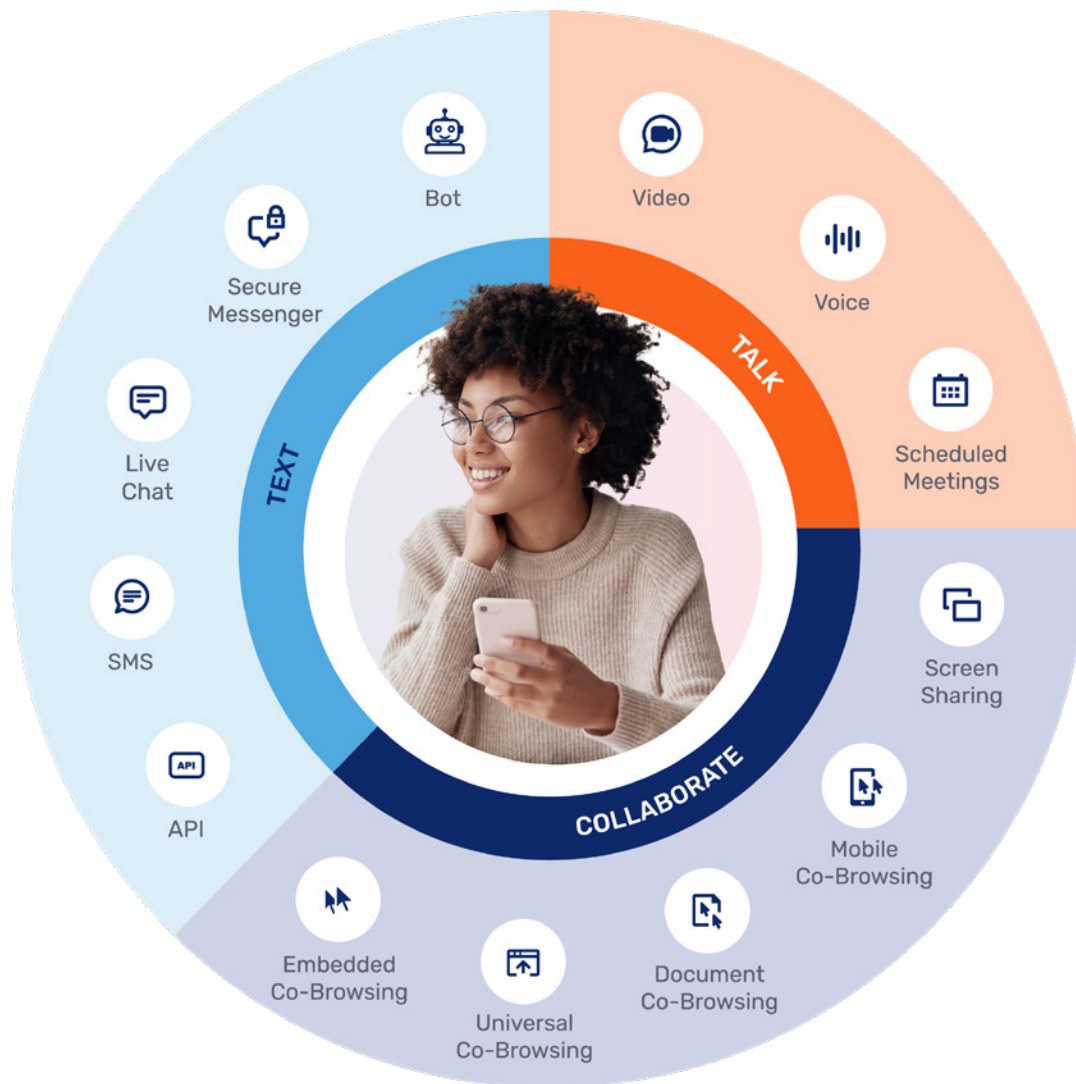 Bot
Secure
Messenger
Live
Chat
SMS
API
API
TEXT
Video
Voice
Scheduled
Meetings
TALK
Screen
Sharing
Mobile
Co-Browsing
Document
Co-Browsing
Universal
Co-Browsing
Embedded
Co-Browsing
COLLABORATE